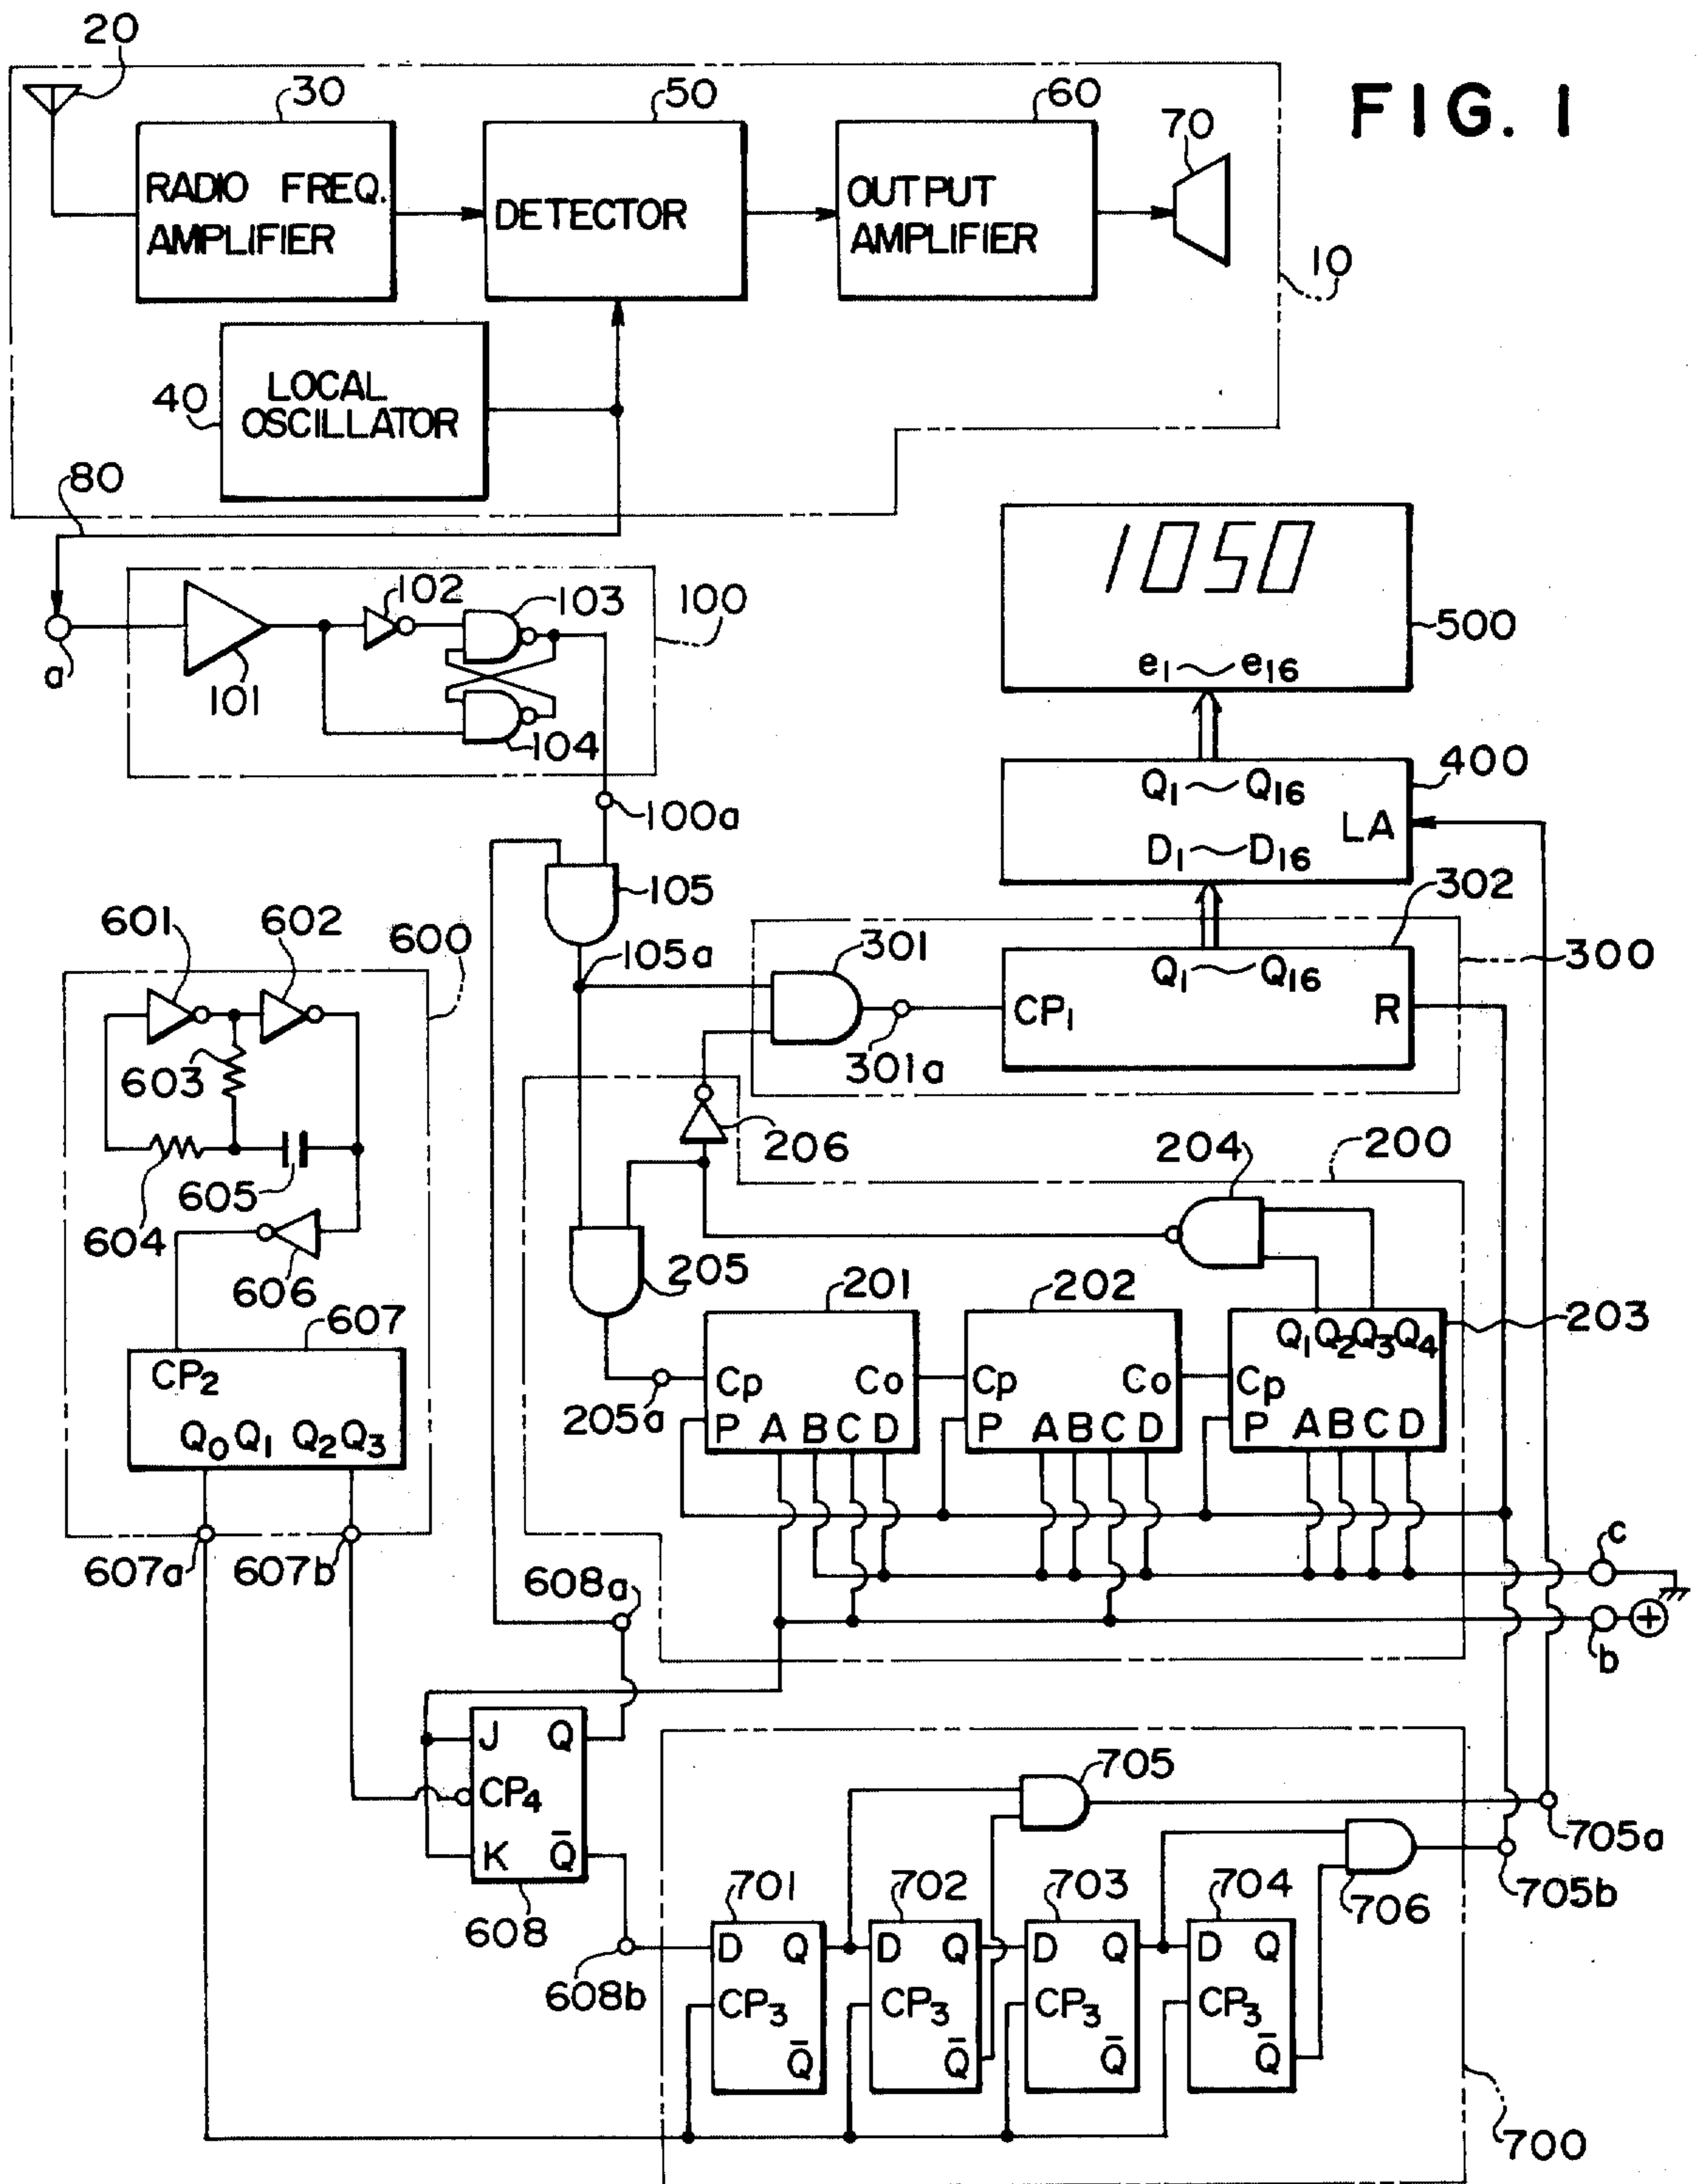 FIG. 1
20
30
50
60
70
RADIO FREQ.
AMPLIFIER
DETECTOR
OUTPUT
AMPLIFIER
10
40
LOCAL
OSCILLATOR
80
1050
500
e1~e16
a
101
102
103
104
100
100a
105
105a
Q1~Q16
LA
D1~D16
400
302
300
301
301a
Q1~Q16
CP1
R
601
602
600
603
604
605
606
607
CP2
Q0 Q1 Q2 Q3
607a
607b
206
204
200
205
205a
201
202
203
Cp Co
P A B C D
Cp Co
P A B C D
Q1 Q2 Q3 Q4
Cp
P A B C D
c
b
+
608a
J Q
CP4
K Q̄
608
608b
705
705a
706
705b
701
702
703
704
D Q
CP3
Q̄
D Q
CP3
Q̄
D Q
CP3
Q̄
D Q
CP3
Q̄
700